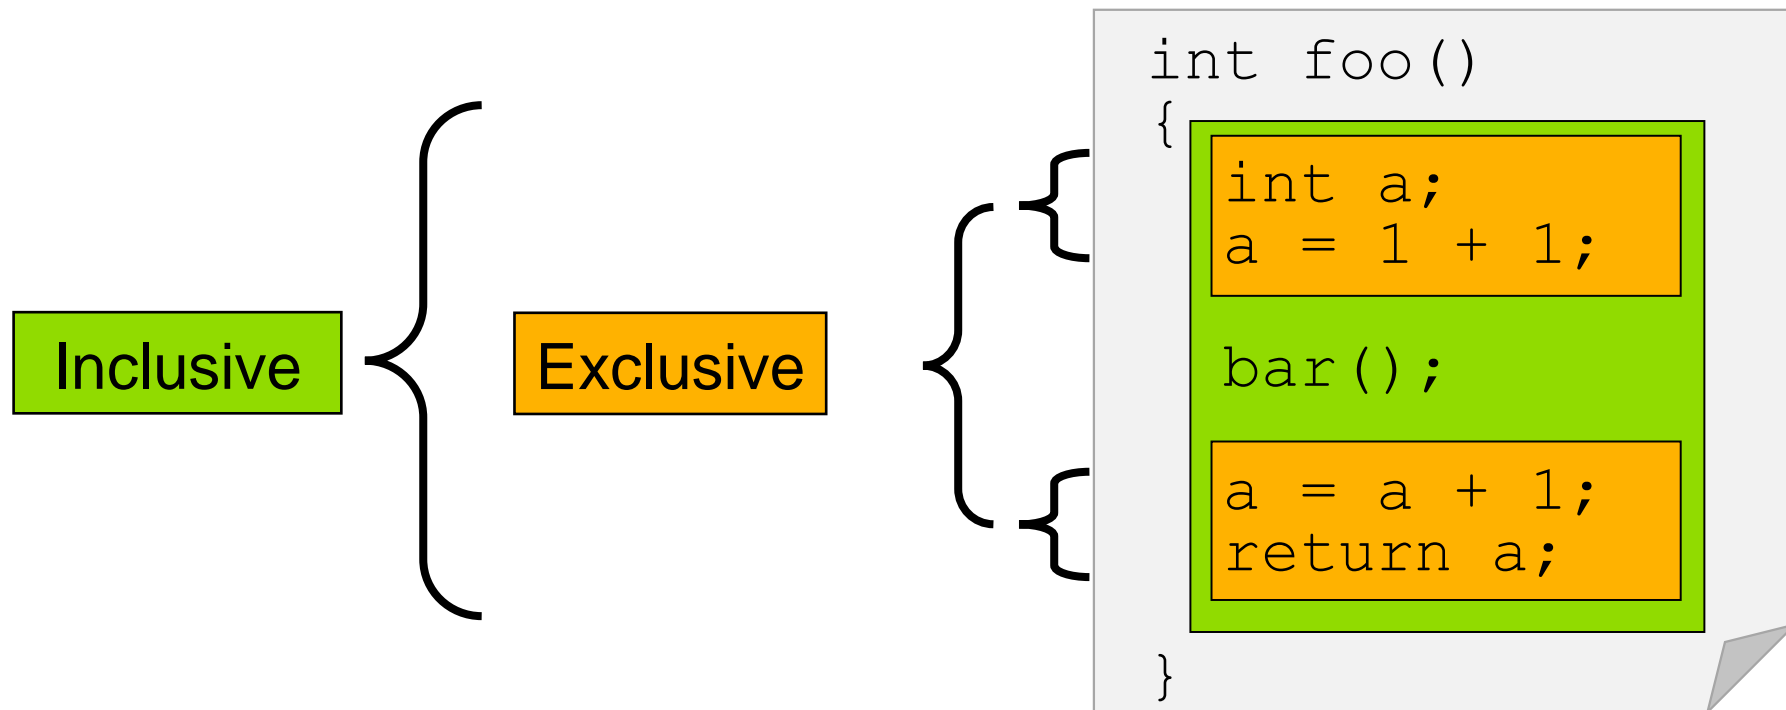 Inclusive
Exclusive
int foo()
{
int a;
a = 1 + 1;
bar();
a = a + 1;
return a;
}